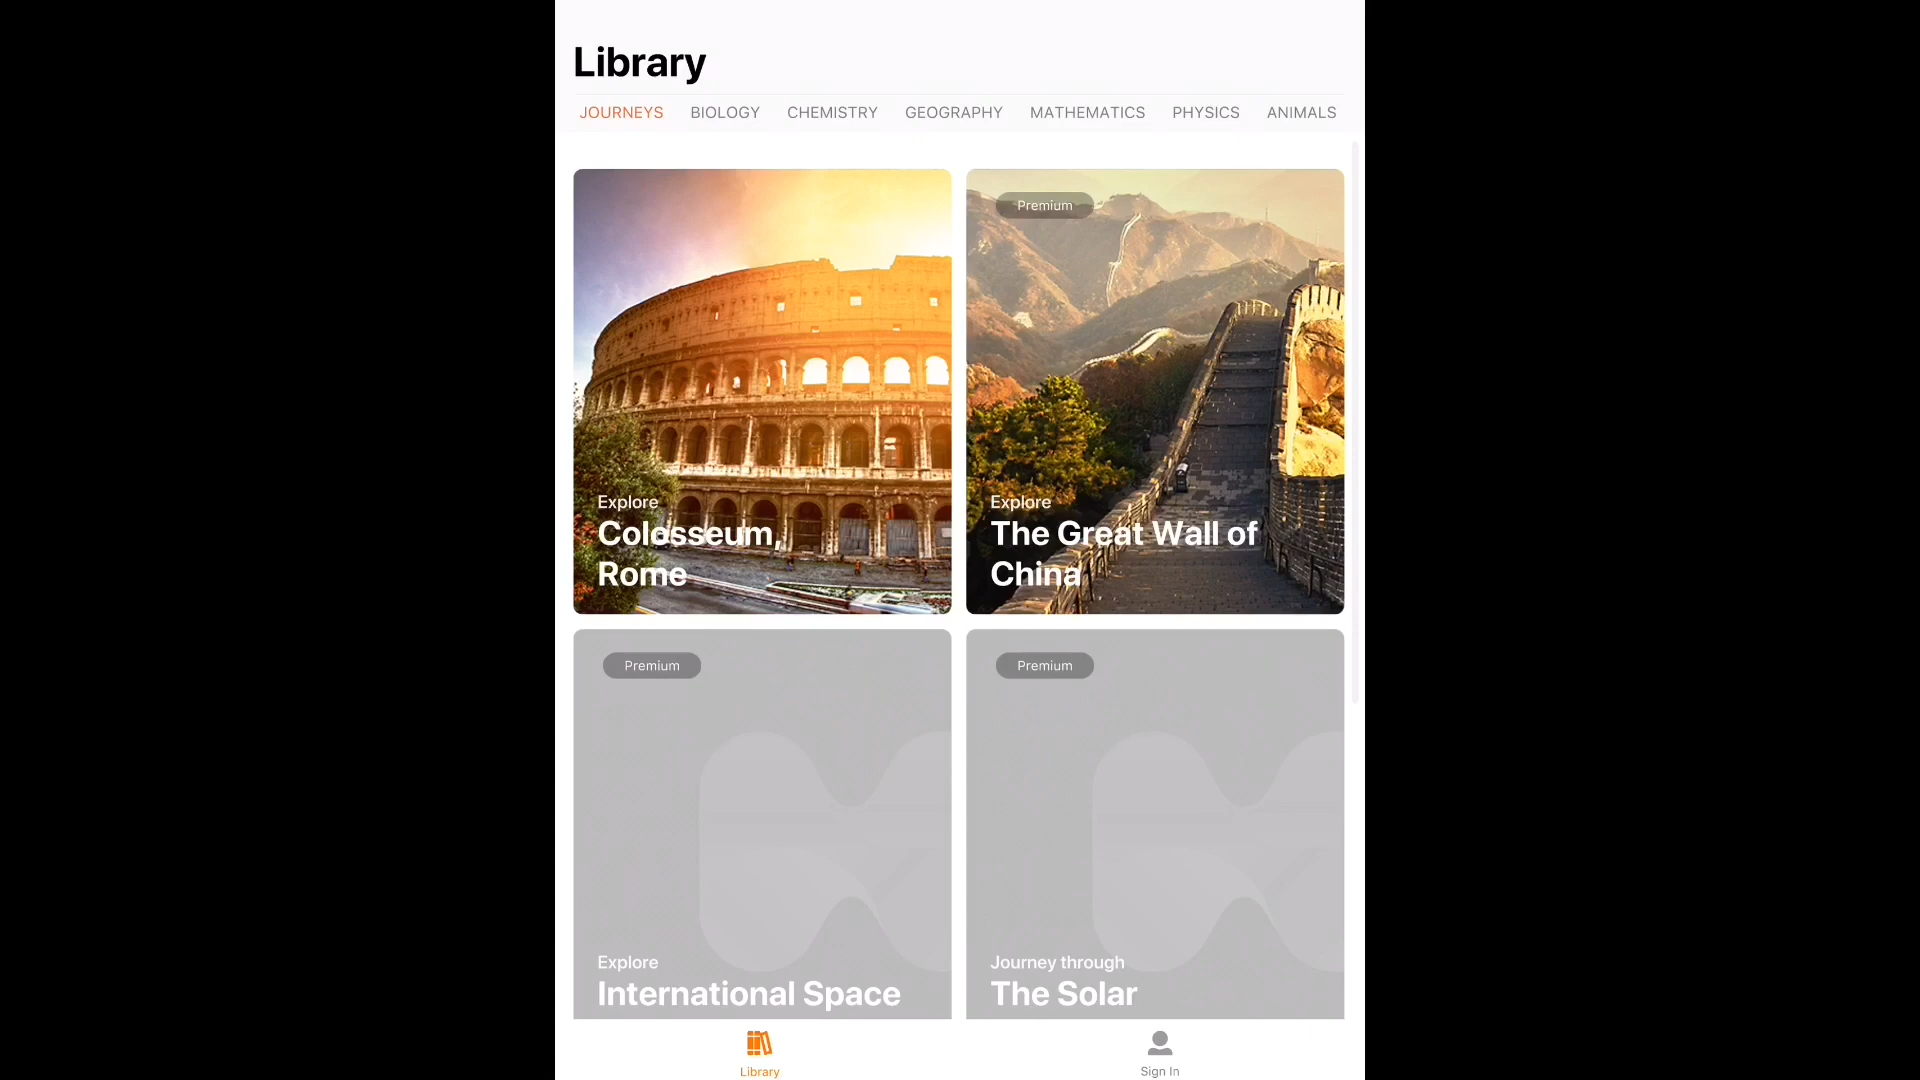 Library
JOURNEYS BIOLOGY CHEMISTRY GEOGRAPHY MATHEMATICS PHYSICS ANIMALS
Explore
Colosseum,
Rome
Premium
Explore
The Great Wall of
China
Premium
Explore
International Space
Premium
Journey through
The Solar
Library
Sign In